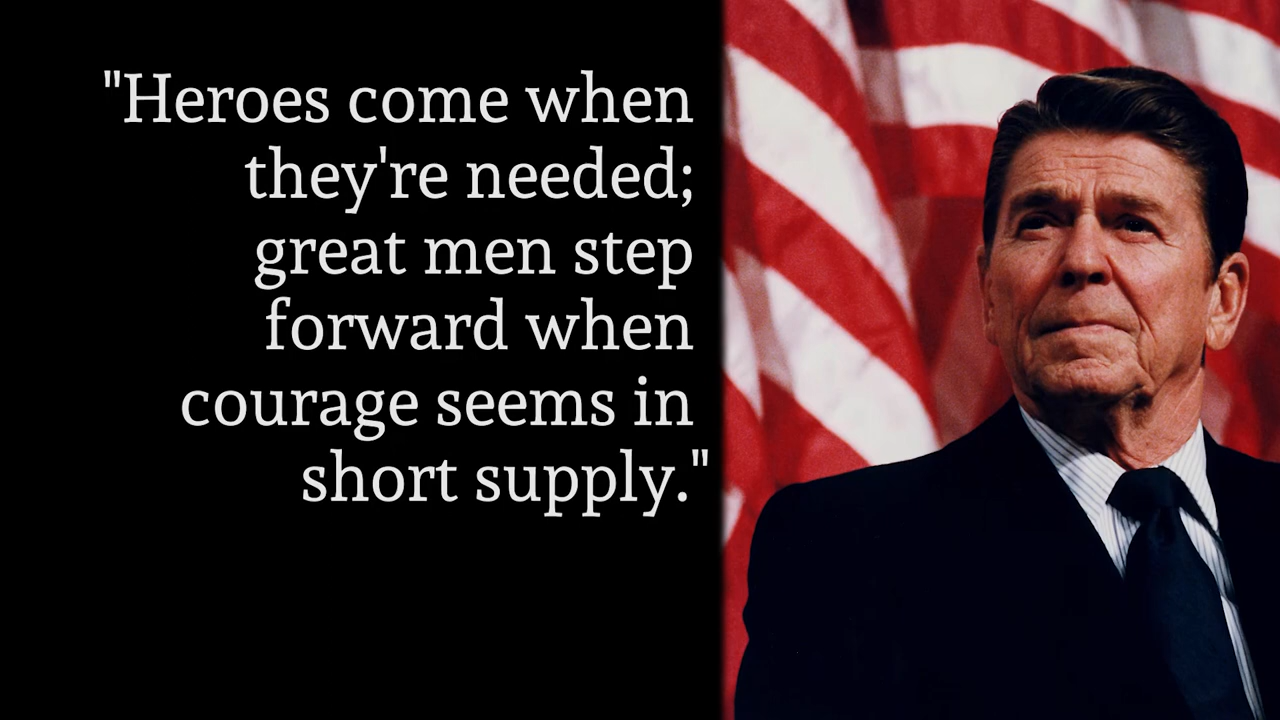 "Heroes come when
they're needed;
great men step
forward when
courage seems in
short supply."